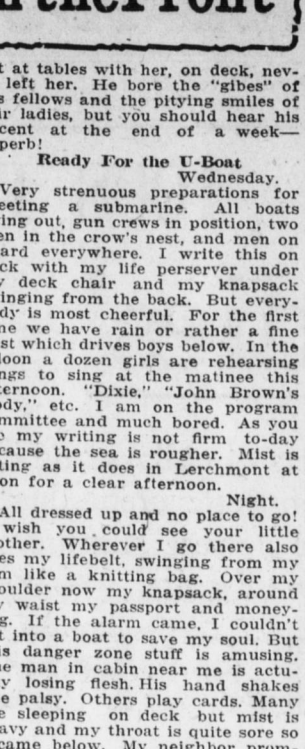 t at tables with her, on deck, nev-
left her. He bore the "gibes" of
s fellows and the pitying smiles of
ir ladies, but you should hear his
cent at the end of a week—
perb!
Ready For the U-Boat
Wednesday.
Very strenuous preparations for
eeting a submarine. All boats
ing out, gun crews in position, two
en in the crow's nest, and men on
ard everywhere. I write this on
ck with my life perserver under
y deck chair and my knapsack
inging from the back. But every-
dy is most cheerful. For the first
me we have rain or rather a fine
st which drives boys below. In the
loon a dozen girls are rehearsing
ngs to sing at the matinee this
ternoon. "Dixie," "John Brown's
ody," etc. I am on the program
mmittee and much bored. As you
e my writing is not firm to-day
cause the sea is rougher. Mist is
ting as it does in Lerchmont at
on for a clear afternoon.
Night.
All dressed up and no place to go!
wish you could see your little
other. Wherever I go there also
es my lifebelt, swinging from my
m like a knitting bag. Over my
oulder now my knapsack, around
y waist my passport and money-
g. If the alarm came, I couldn't
t into a boat to save my soul. But
is danger zone stuff is amusing.
e man in cabin near me is actu-
y losing flesh. His hand shakes
e palsy. Others play cards. Many
e sleeping on deck but mist is
avy and my throat is quite sore so
came below. My neighbor